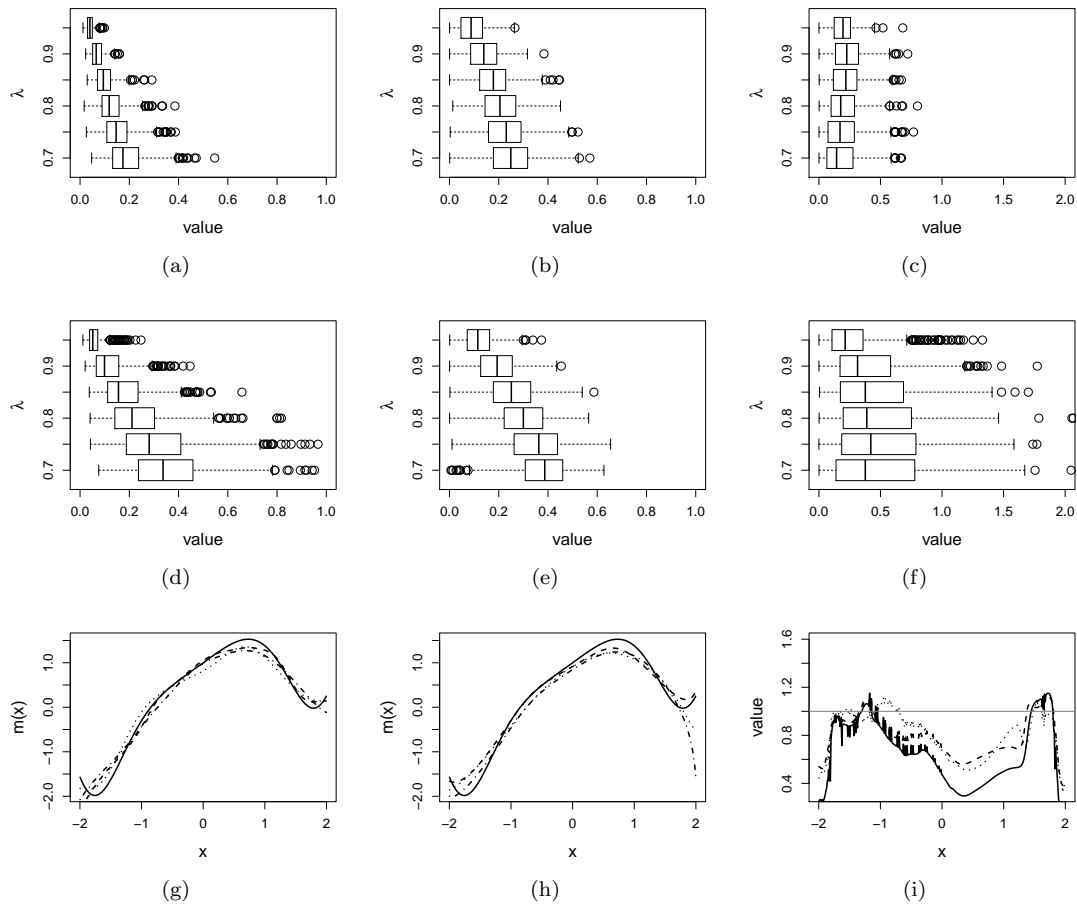 λ
0.7 0.8 0.9
0.0 0.2 0.4 0.6 0.8 1.0
value
(a)
λ
0.7 0.8 0.9
0.0 0.2 0.4 0.6 0.8 1.0
value
(b)
λ
0.7 0.8 0.9
0.0 0.5 1.0 1.5 2.0
value
(c)
λ
0.7 0.8 0.9
0.0 0.2 0.4 0.6 0.8 1.0
value
(d)
λ
0.7 0.8 0.9
0.0 0.2 0.4 0.6 0.8 1.0
value
(e)
λ
0.7 0.8 0.9
0.0 0.5 1.0 1.5 2.0
value
(f)
m(x)
−2.0 −1.0 0.0 1.0
−2 −1 0 1 2
x
(g)
m(x)
−2.0 −1.0 0.0 1.0
−2 −1 0 1 2
x
(h)
value
0.4 0.8 1.2 1.6
−2 −1 0 1 2
x
(i)